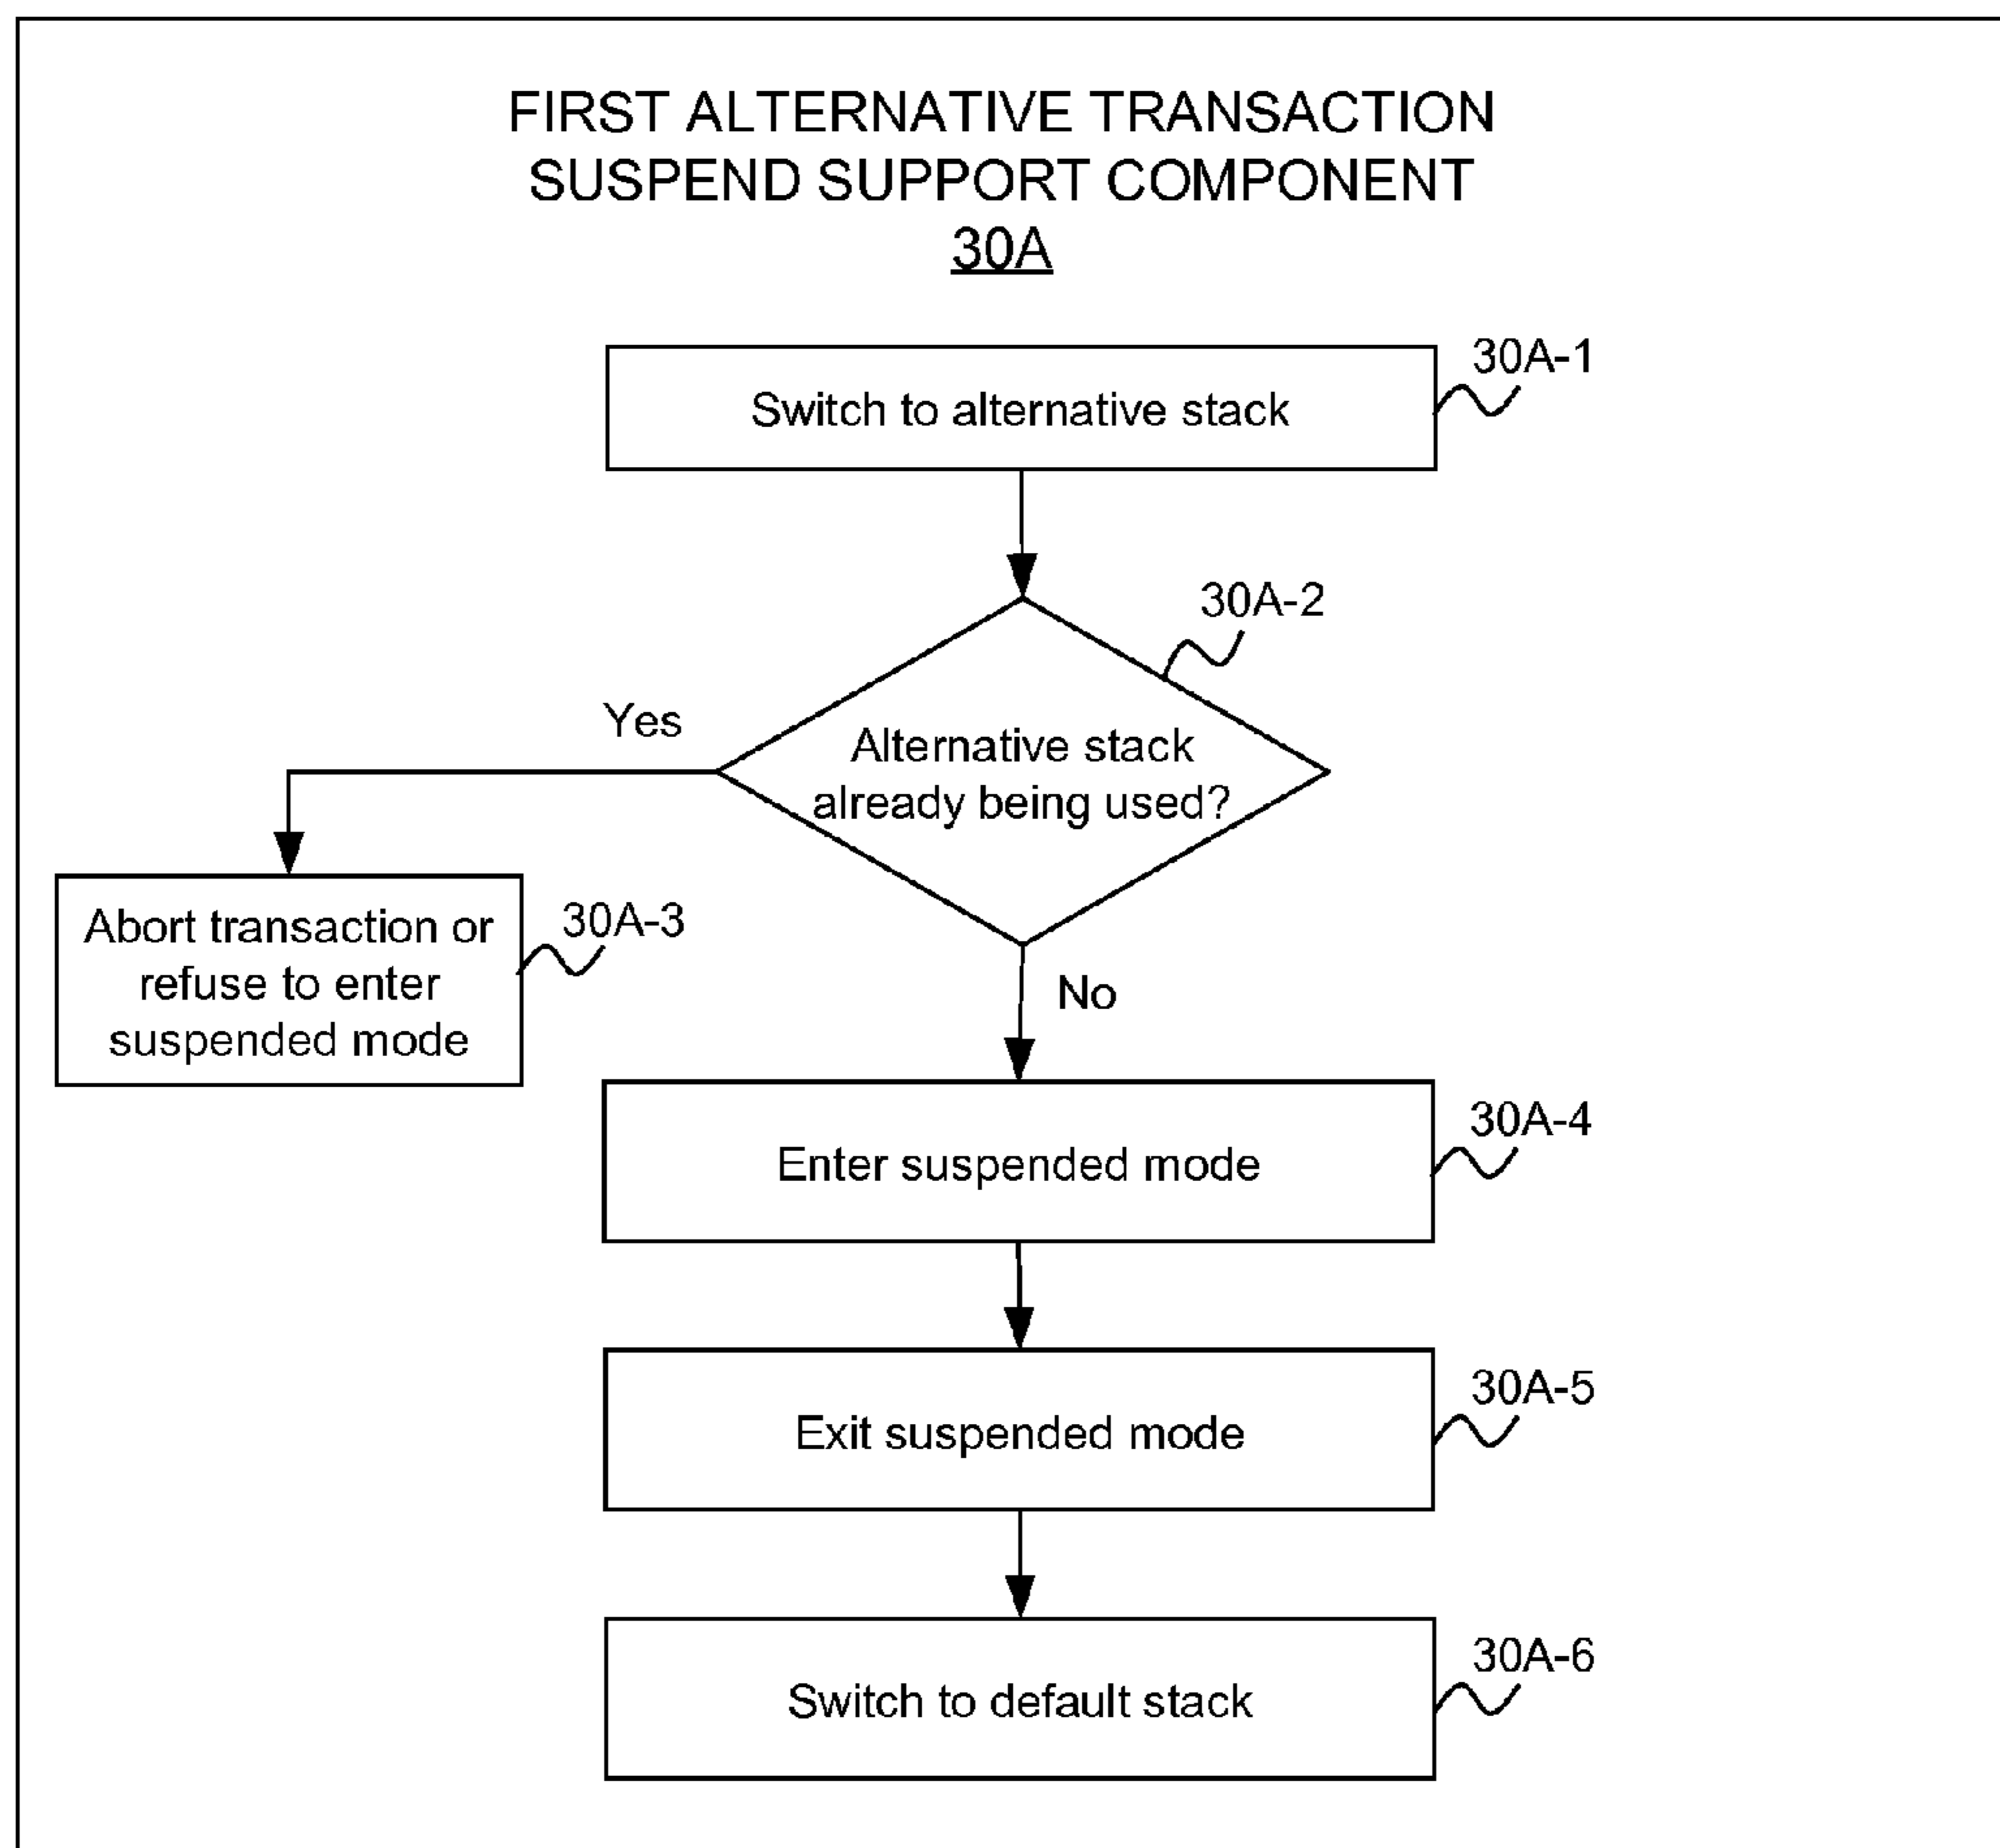 FIRST ALTERNATIVE TRANSACTION
SUSPEND SUPPORT COMPONENT
30A
30A-1
Switch to alternative stack
30A-2
Yes
Alternative stack
already being used?
30A-3
Abort transaction or
refuse to enter
suspended mode
No
30A-4
Enter suspended mode
30A-5
Exit suspended mode
30A-6
Switch to default stack